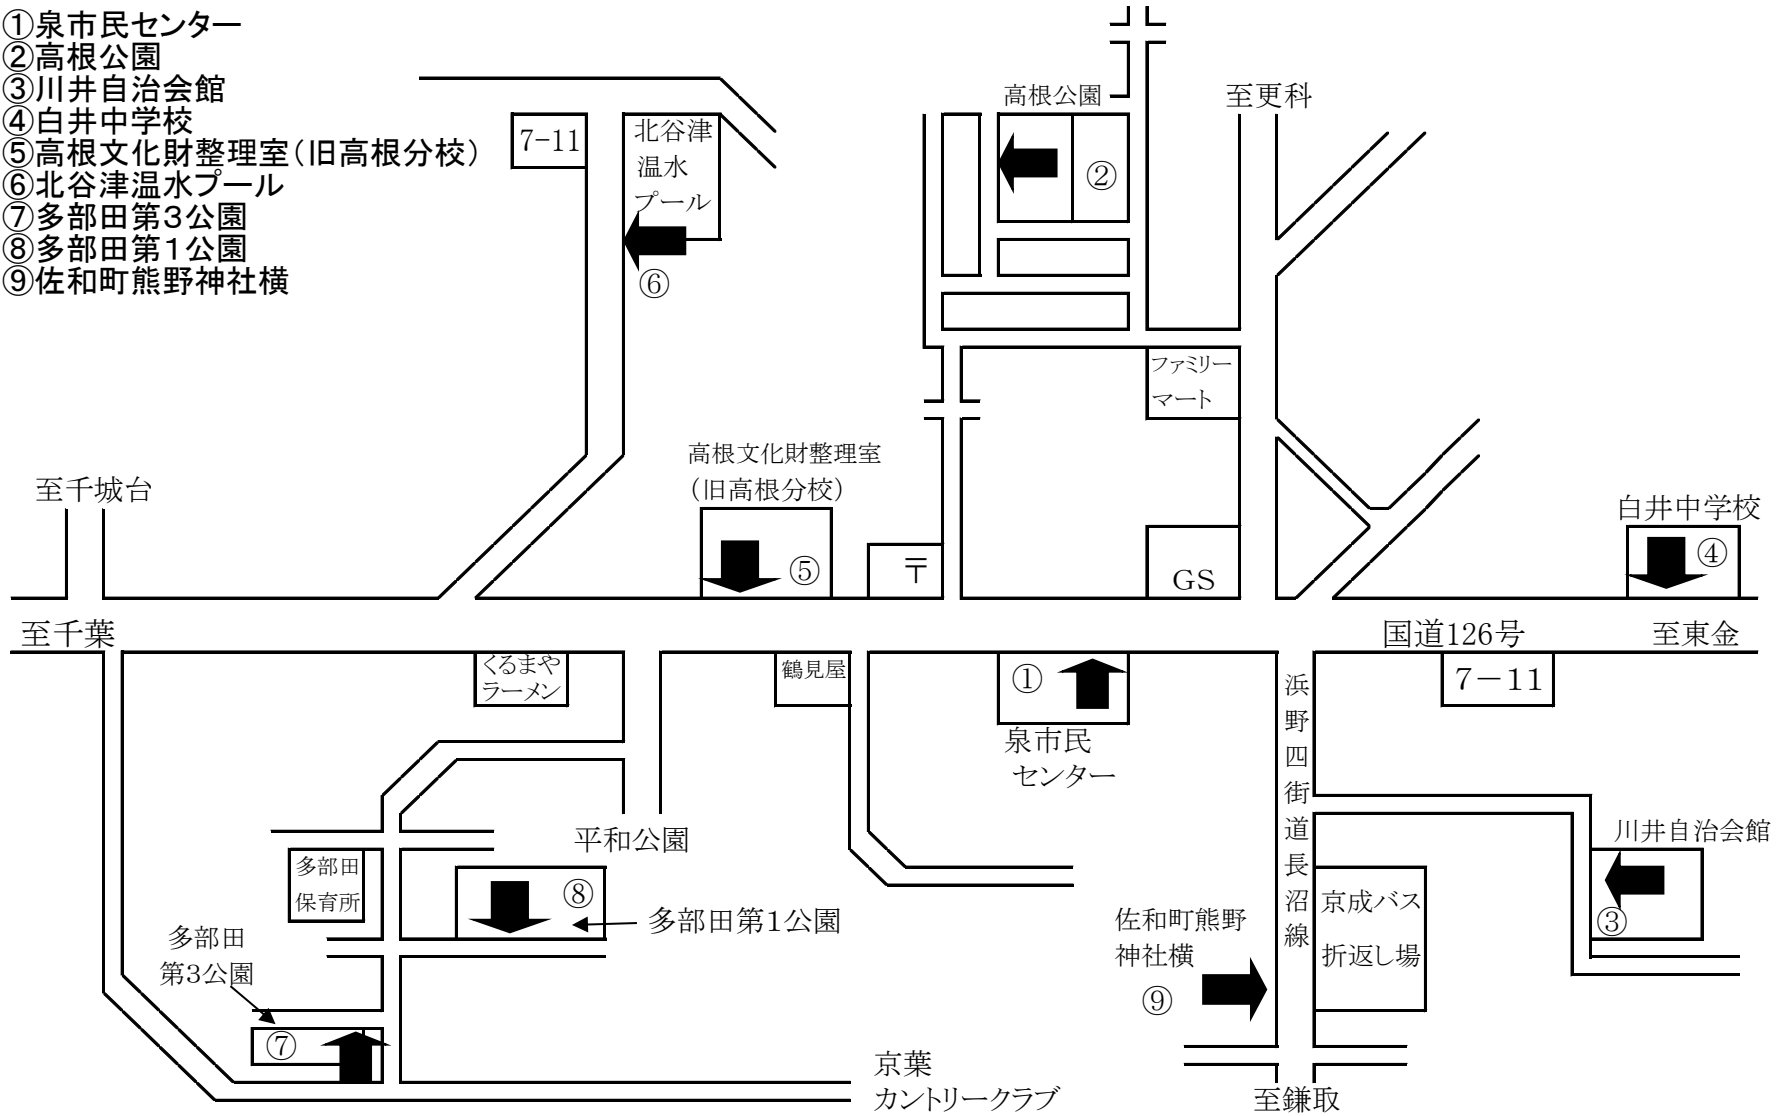 ①泉市民センター
②高根公園
③川井自治会館
④白井中学校
⑤高根文化財整理室(旧高根分校)
⑥北谷津温水プール
⑦多部田第3公園
⑧多部田第1公園
⑨佐和町熊野神社横
高根公園
至更科
7-11
北谷津
温水
プール
②
⑥
ファミリー
マート
高根文化財整理室
(旧高根分校)
至千城台
白井中学校
⑤
〒
GS
④
至千葉
国道126号
至東金
くるまや
ラーメン
鶴見屋
①
7-11
浜野四街道長沼線
泉市民
センター
平和公園
川井自治会館
多部田
保育所
⑧
多部田第1公園
京成バス
折返し場
③
佐和町熊野
神社横
⑨
多部田
第3公園
⑦
京葉
カントリークラブ
至鎌取